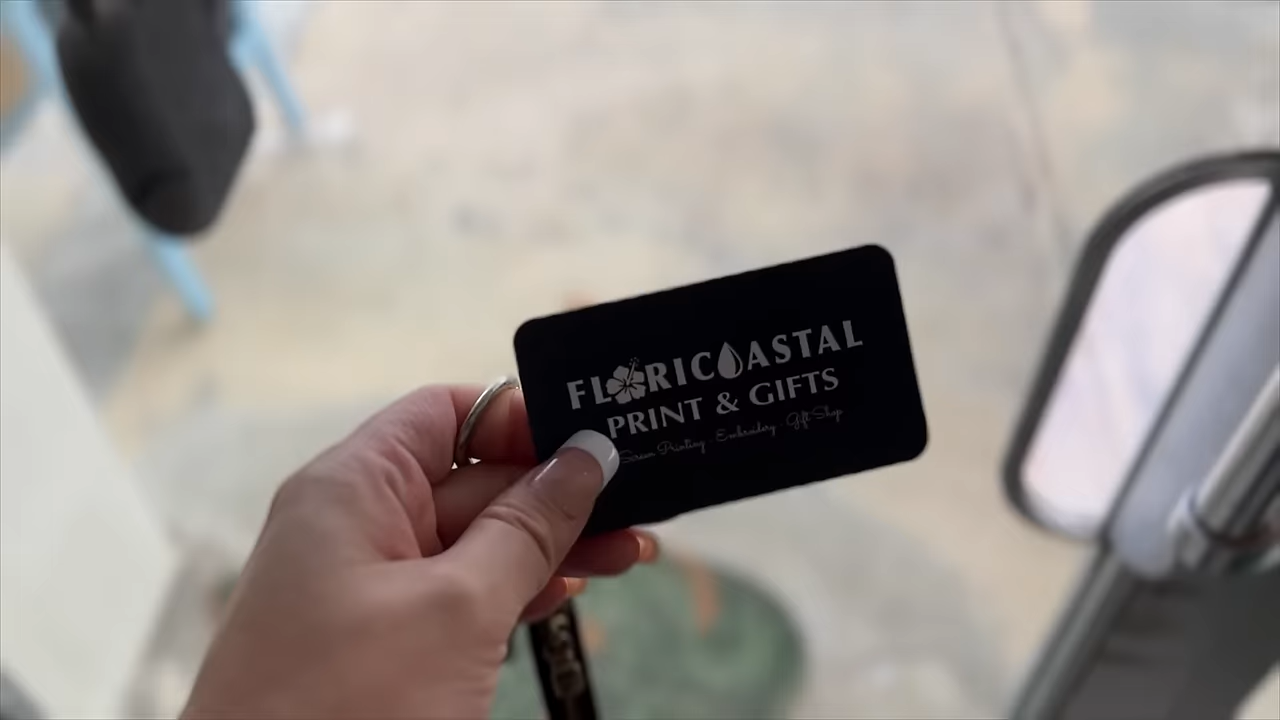 FLORICOASTAL
PRINT & GIFTS
Screen Printing · Embroidery · Gift Shop